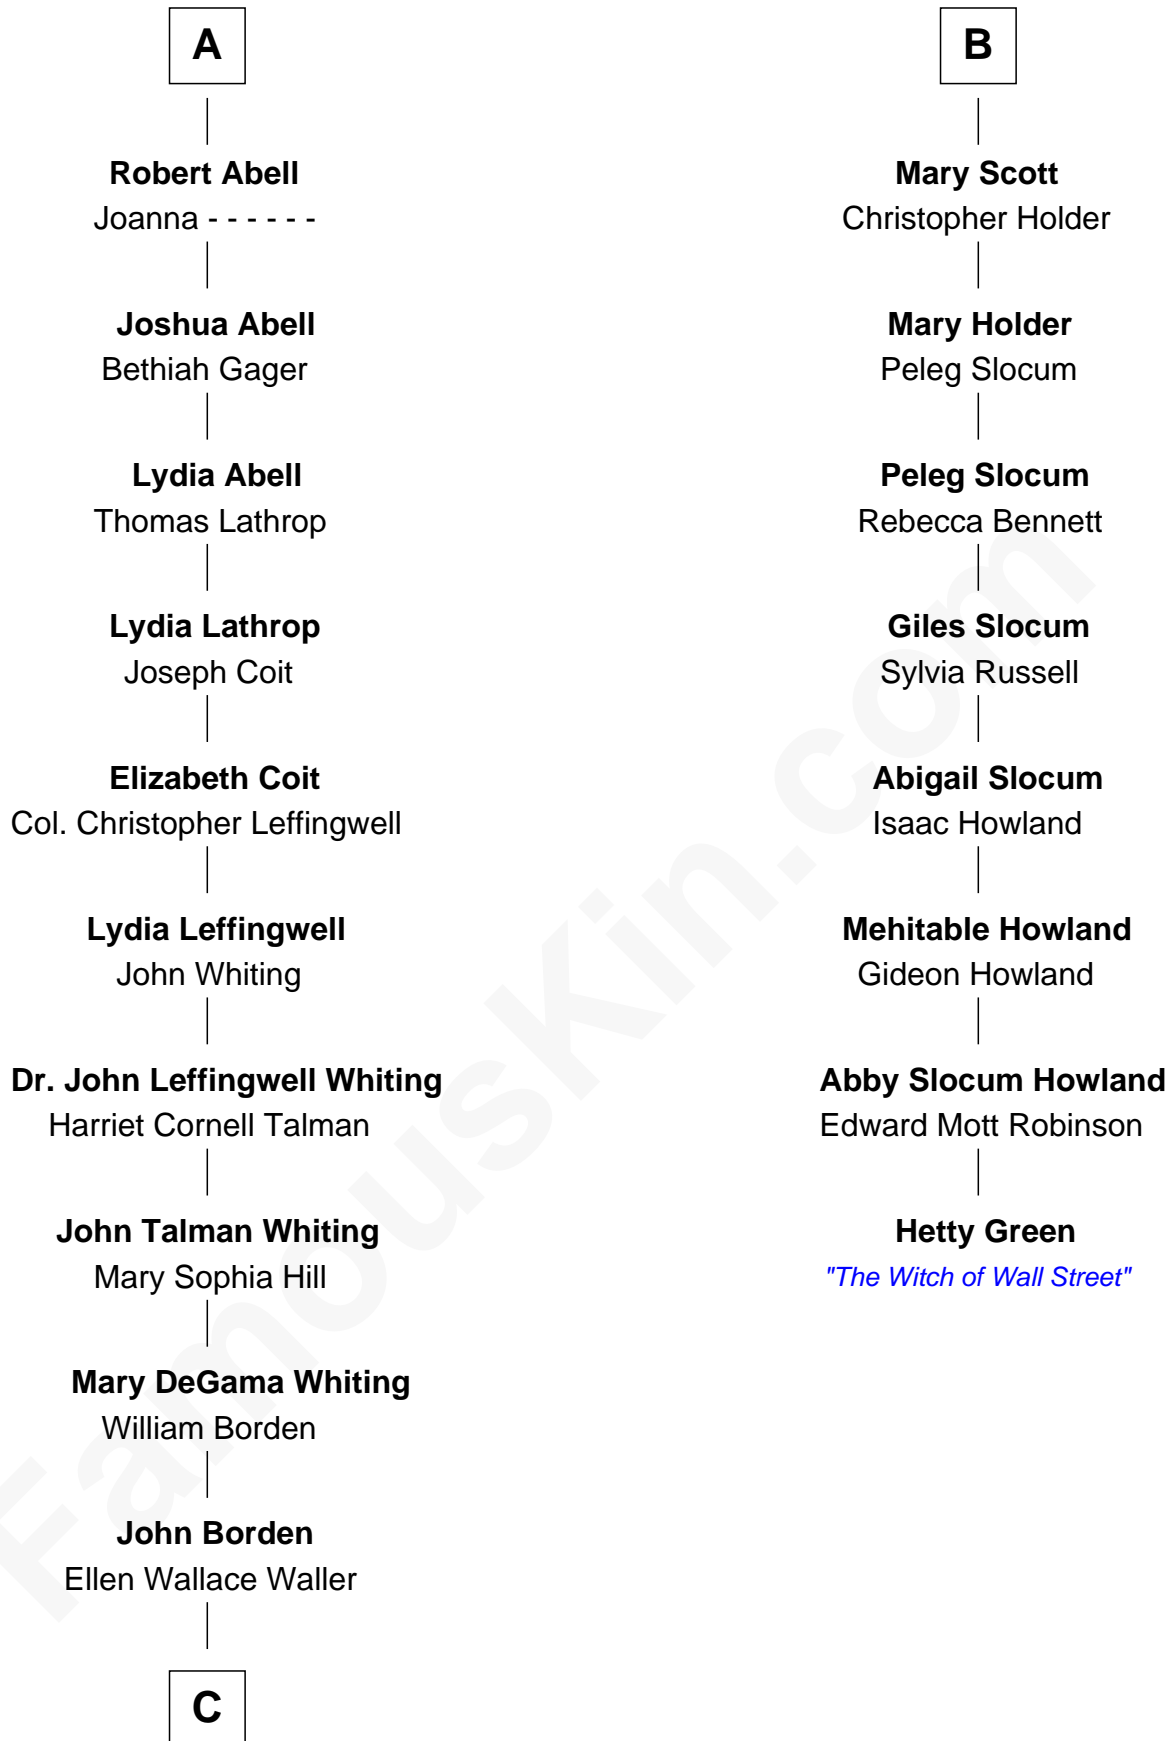 A
Robert Abell
Joanna - - - - - -
Joshua Abell
Bethiah Gager
Lydia Abell
Thomas Lathrop
Lydia Lathrop
Joseph Coit
Elizabeth Coit
Col. Christopher Leffingwell
Lydia Leffingwell
John Whiting
Dr. John Leffingwell Whiting
Harriet Cornell Talman
John Talman Whiting
Mary Sophia Hill
Mary DeGama Whiting
William Borden
John Borden
Ellen Wallace Waller
C
B
Mary Scott
Christopher Holder
Mary Holder
Peleg Slocum
Peleg Slocum
Rebecca Bennett
Giles Slocum
Sylvia Russell
Abigail Slocum
Isaac Howland
Mehitable Howland
Gideon Howland
Abby Slocum Howland
Edward Mott Robinson
Hetty Green
"The Witch of Wall Street"
FamousKin.com